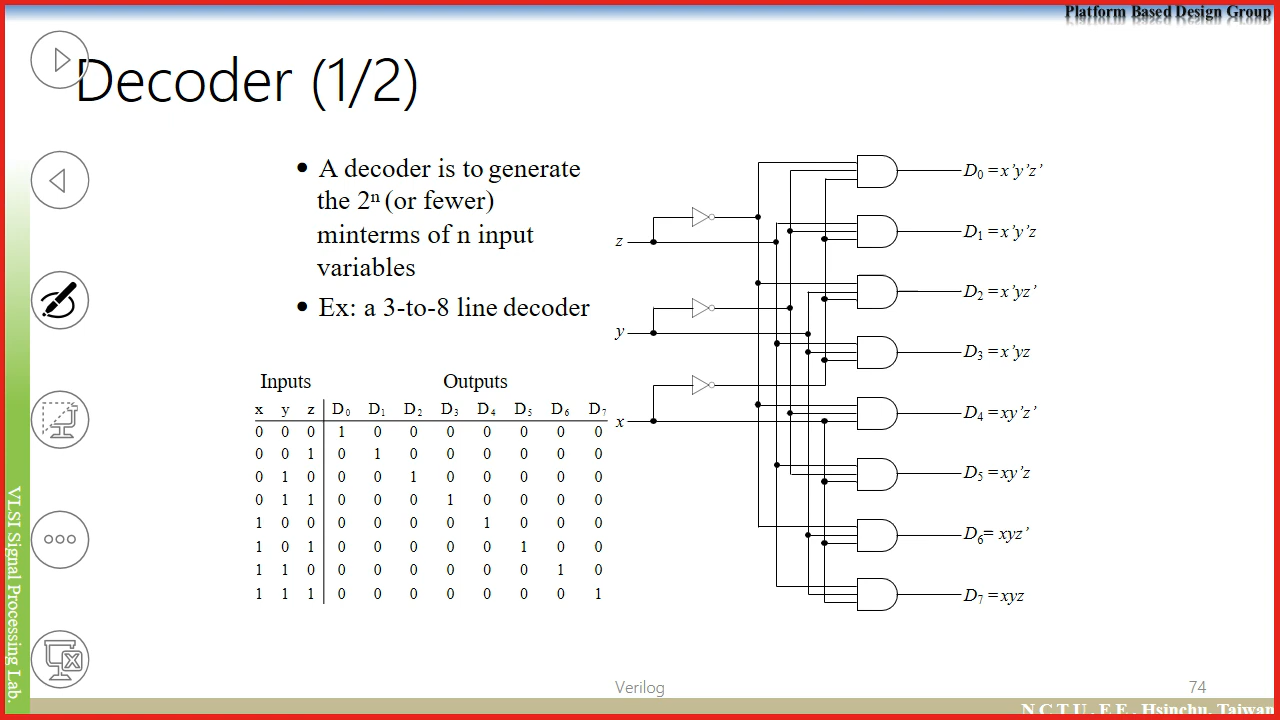 Platform Based Design Group
Decoder (1/2)
• A decoder is to generate
the 2ⁿ (or fewer)
minterms of n input
variables
• Ex: a 3-to-8 line decoder
Inputs Outputs
x y z D₀ D₁ D₂ D₃ D₄ D₅ D₆ D₇
0 0 0 1 0 0 0 0 0 0 0
0 0 1 0 1 0 0 0 0 0 0
0 1 0 0 0 1 0 0 0 0 0
0 1 1 0 0 0 1 0 0 0 0
1 0 0 0 0 0 0 1 0 0 0
1 0 1 0 0 0 0 0 1 0 0
1 1 0 0 0 0 0 0 0 1 0
1 1 1 0 0 0 0 0 0 0 1
z
y
x
D₀ =x’y’z’
D₁ =x’y’z
D₂ =x’yz’
D₃ =x’yz
D₄ =xy’z’
D₅ =xy’z
D₆= xyz’
D₇ =xyz
VLSI Signal Processing Lab.
Verilog
74
N C T U . E E . Hsinchu, Taiwan